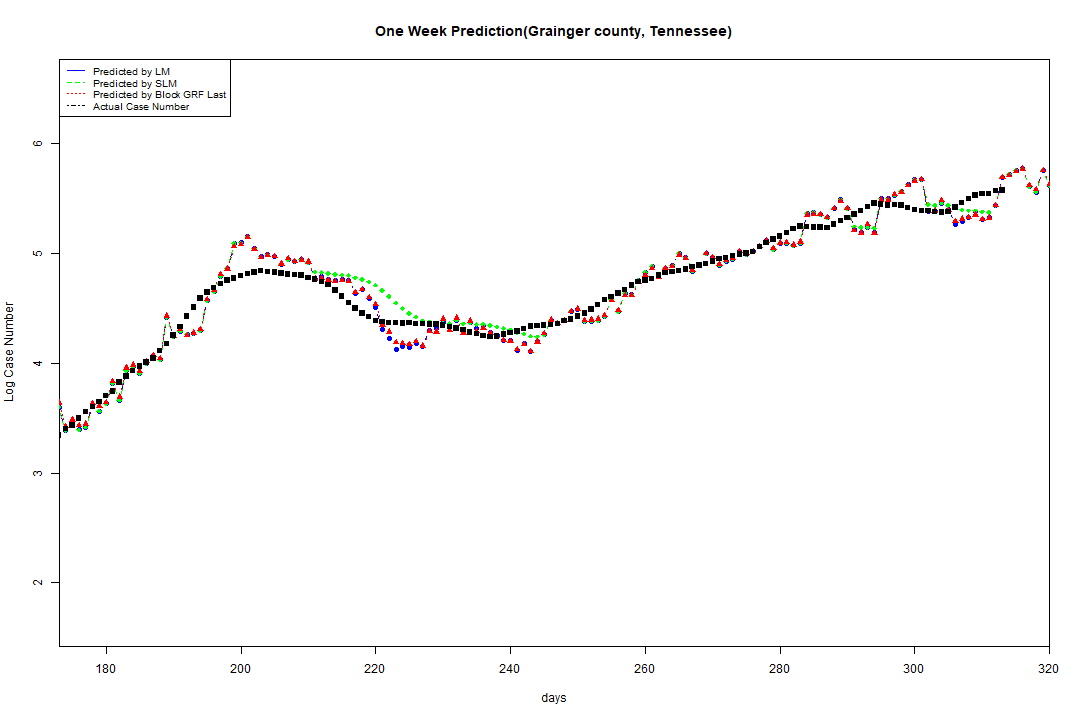 One Week Prediction(Grainger county, Tennessee)
Predicted by LM
Predicted by SLM
Predicted by Block GRF Last
Actual Case Number
6
5
4
3
2
Log Case Number
180 200 220 240 260 280 300 320
days